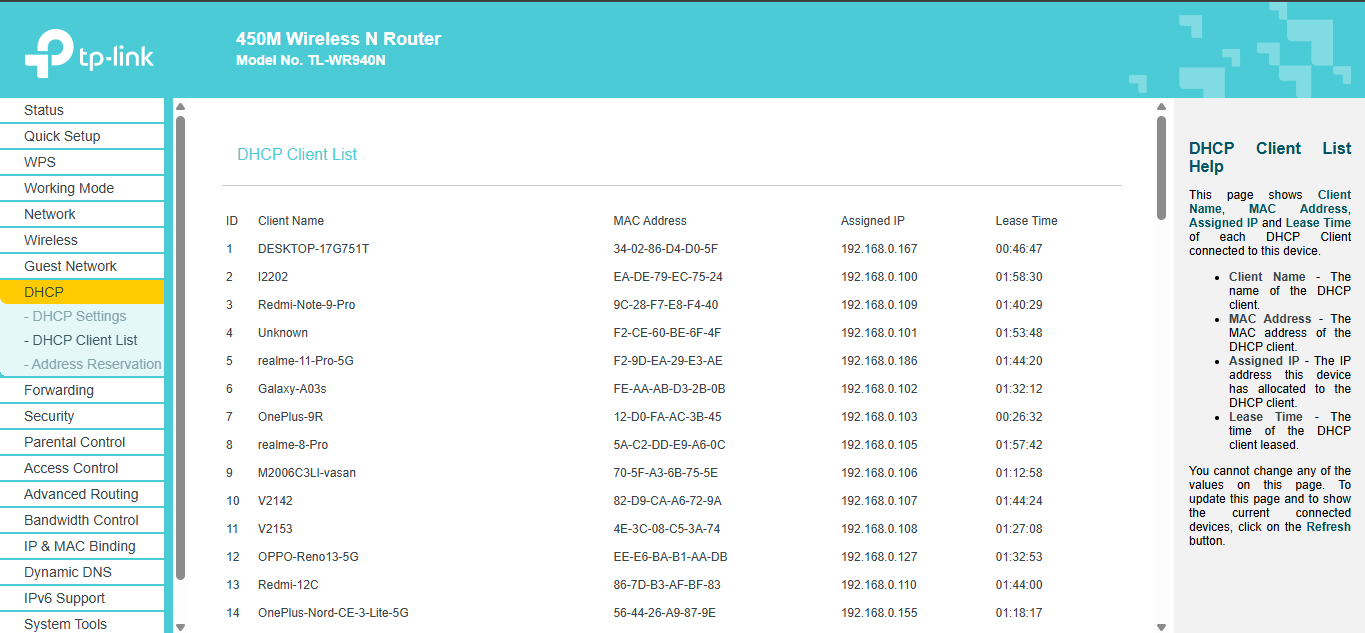 tp-link
450M Wireless N Router
Model No. TL-WR940N
Status
Quick Setup
WPS
Working Mode
Network
Wireless
Guest Network
DHCP
- DHCP Settings
- DHCP Client List
- Address Reservation
Forwarding
Security
Parental Control
Access Control
Advanced Routing
Bandwidth Control
IP & MAC Binding
Dynamic DNS
IPv6 Support
System Tools
DHCP Client List
ID Client Name MAC Address Assigned IP Lease Time
1 DESKTOP-17G751T 34-02-86-D4-D0-5F 192.168.0.167 00:46:47
2 I2202 EA-DE-79-EC-75-24 192.168.0.100 01:58:30
3 Redmi-Note-9-Pro 9C-28-F7-E8-F4-40 192.168.0.109 01:40:29
4 Unknown F2-CE-60-BE-6F-4F 192.168.0.101 01:53:48
5 realme-11-Pro-5G F2-9D-EA-29-E3-AE 192.168.0.186 01:44:20
6 Galaxy-A03s FE-AA-AB-D3-2B-0B 192.168.0.102 01:32:12
7 OnePlus-9R 12-D0-FA-AC-3B-45 192.168.0.103 00:26:32
8 realme-8-Pro 5A-C2-DD-E9-A6-0C 192.168.0.105 01:57:42
9 M2006C3LI-vasan 70-5F-A3-6B-75-5E 192.168.0.106 01:12:58
10 V2142 82-D9-CA-A6-72-9A 192.168.0.107 01:44:24
11 V2153 4E-3C-08-C5-3A-74 192.168.0.108 01:27:08
12 OPPO-Reno13-5G EE-E6-BA-B1-AA-DB 192.168.0.127 01:32:53
13 Redmi-12C 86-7D-B3-AF-BF-83 192.168.0.110 01:44:00
14 OnePlus-Nord-CE-3-Lite-5G 56-44-26-A9-87-9E 192.168.0.155 01:18:17
DHCP Client List
Help
This page shows Client
Name, MAC Address,
Assigned IP and Lease Time
of each DHCP Client
connected to this device.
• Client Name - The
name of the DHCP
client.
• MAC Address - The
MAC address of the
DHCP client.
• Assigned IP - The IP
address this device
has allocated to the
DHCP client.
• Lease Time - The
time of the DHCP
client leased.
You cannot change any of the
values on this page. To
update this page and to show
the current connected
devices, click on the Refresh
button.